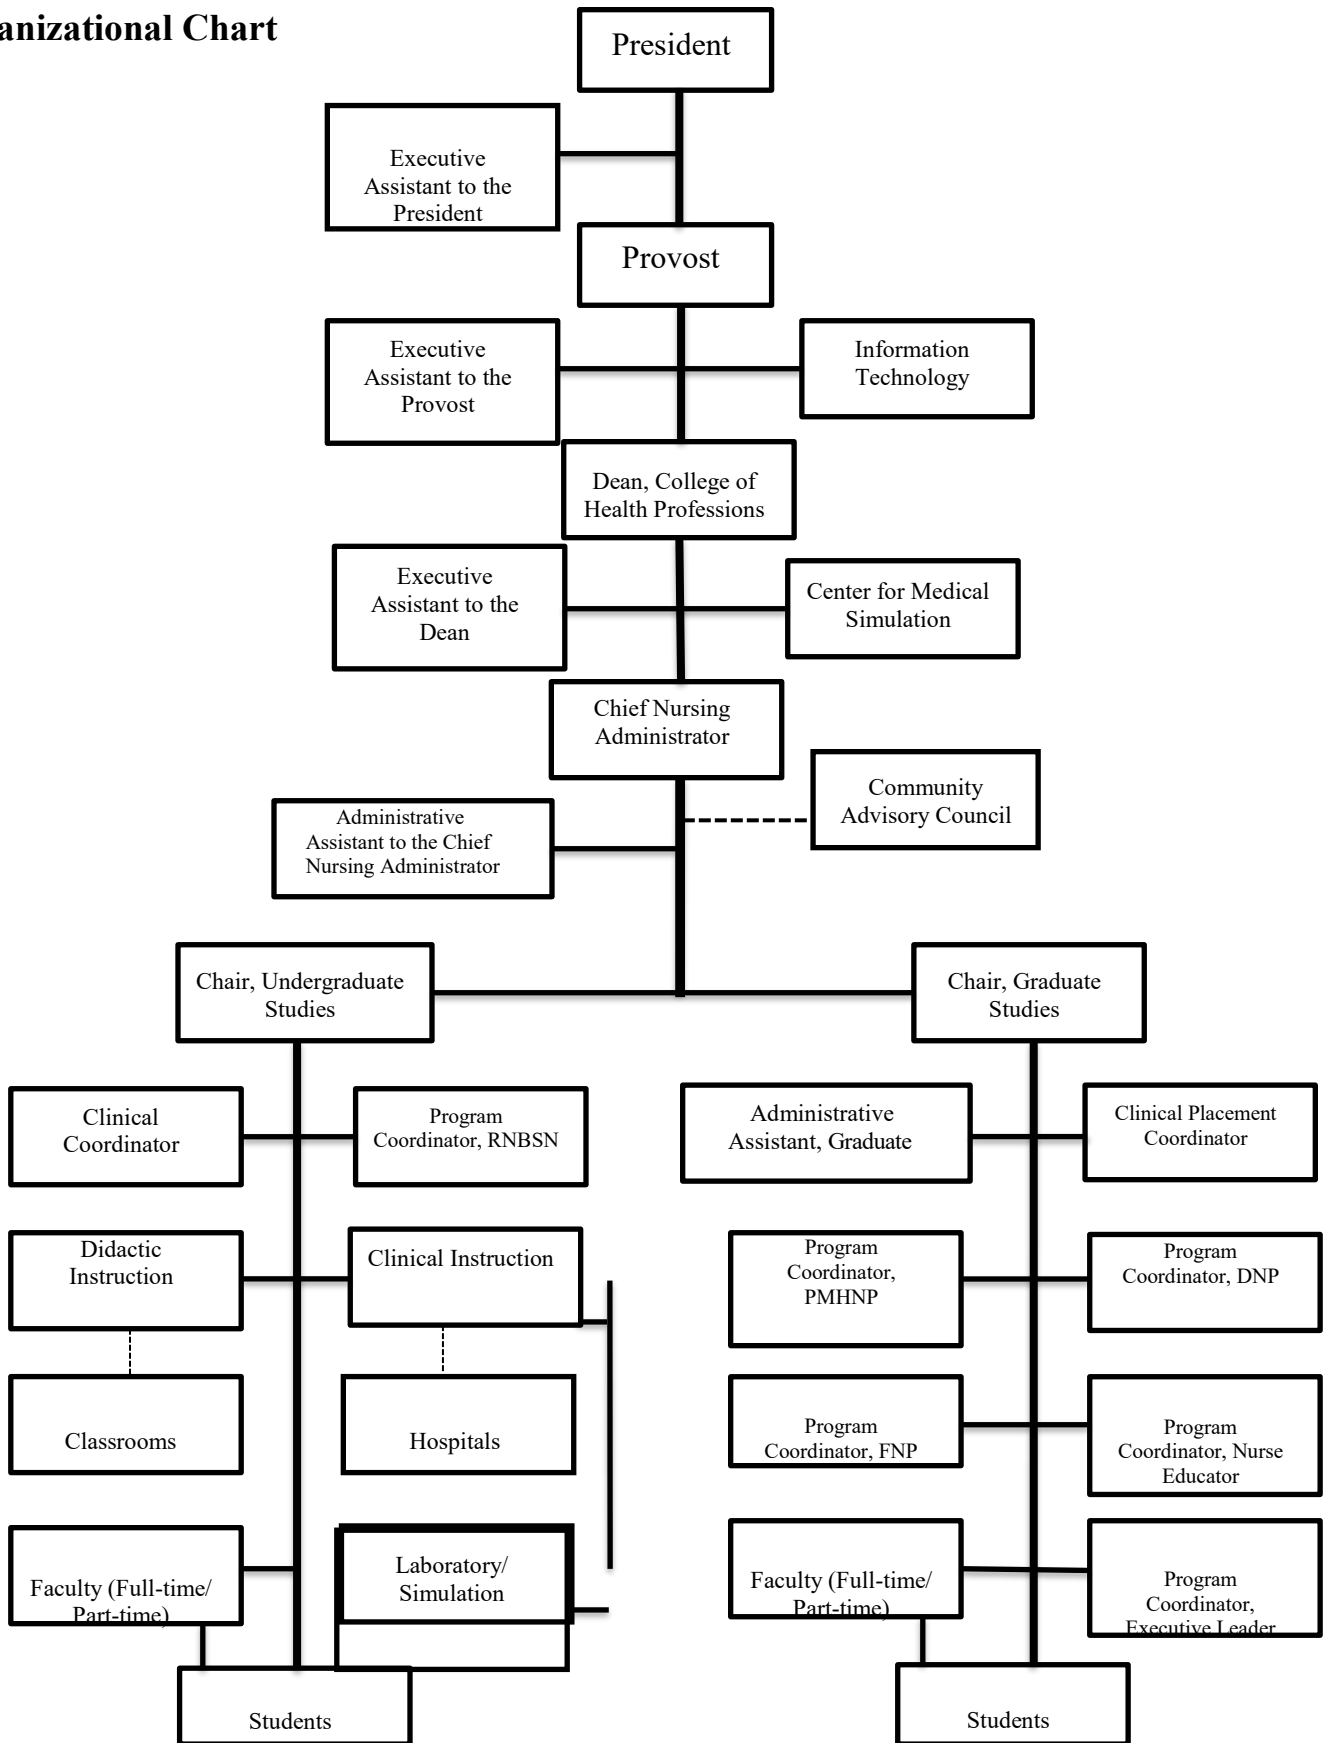 anizational Chart
President
Executive
Assistant to the
President
Provost
Executive
Assistant to the
Provost
Information
Technology
Dean, College of
Health Professions
Executive
Assistant to the
Dean
Center for Medical
Simulation
Chief Nursing
Administrator
Community
Advisory Council
Administrative
Assistant to the Chief
Nursing Administrator
Chair, Undergraduate
Studies
Chair, Graduate
Studies
Clinical
Coordinator
Program
Coordinator, RNBSN
Administrative
Assistant, Graduate
Clinical Placement
Coordinator
Didactic
Instruction
Clinical Instruction
Program
Coordinator,
PMHNP
Program
Coordinator, DNP
Classrooms
Hospitals
Program
Coordinator, FNP
Program
Coordinator, Nurse
Educator
Faculty (Full-time/
Part-time)
Laboratory/
Simulation
Faculty (Full-time/
Part-time)
Program
Coordinator,
Executive Leader
Students
Students